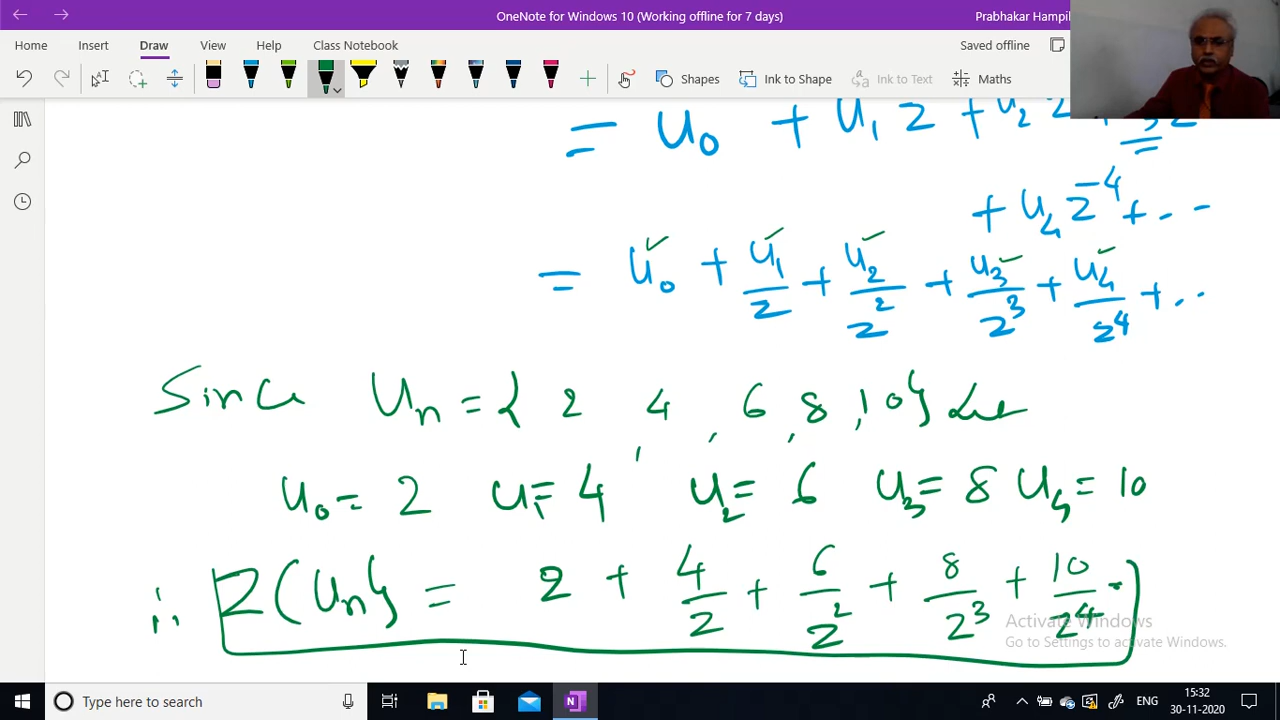 OneNote for Windows 10 (Working offline for 7 days)
Prabhakar Hampil
Home Insert Draw View Help Class Notebook Saved offline
Shapes Ink to Shape Ink to Text Maths
= u₀ + u₁ z + u₂ z
+ u₄ z⁻⁴ + ...
= u₀ + u₁/z + u₂/z² + u₃/z³ + u₄/z⁴ + ..
Since Uₙ = { 2, 4, 6, 8, 10} Let
u₀ = 2 u₁ = 4 u₂ = 6 u₃ = 8 u₄ = 10
∴ Z(Uₙ} = 2 + 4/z + 6/z² + 8/z³ + 10/z⁴.
Activate Windows
Go to Settings to activate Windows.
Type here to search
ENG
15:32
30-11-2020